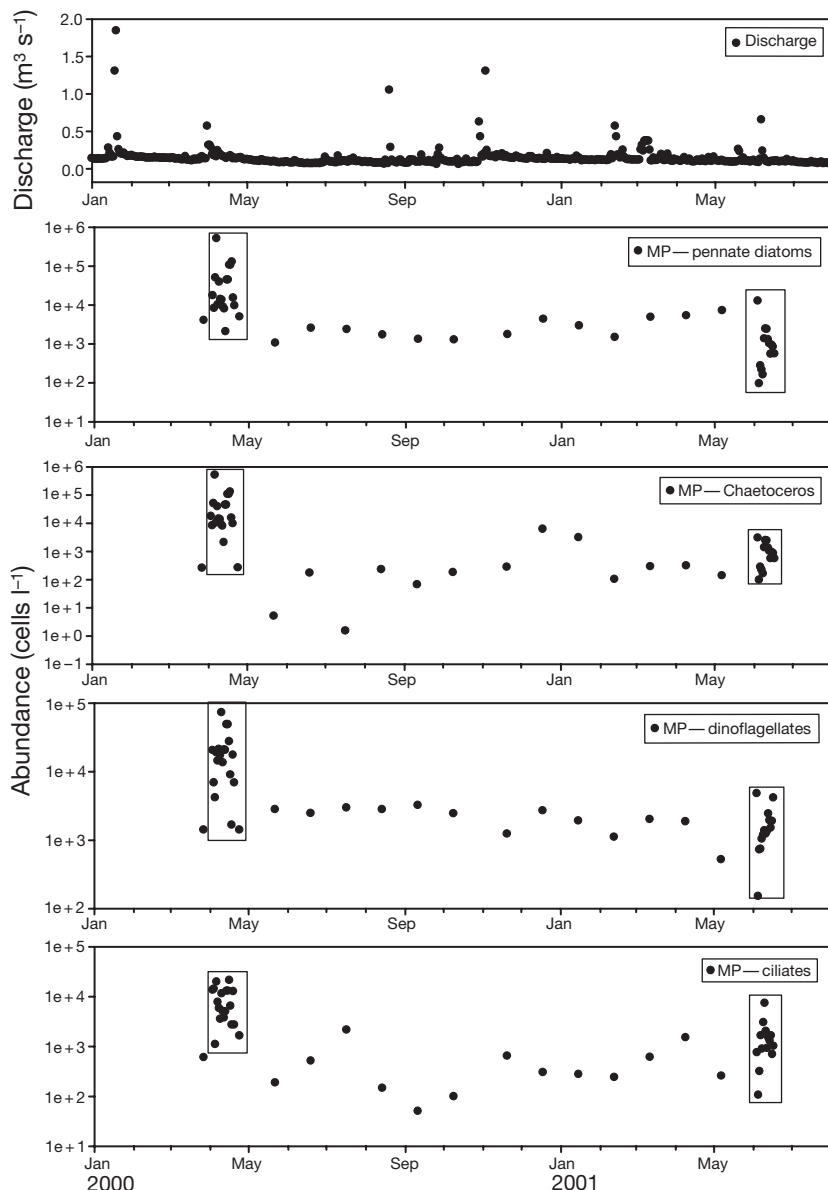 Discharge (m³ s⁻¹)
2.0
1.5
1.0
0.5
0.0
Discharge
Jan
May
Sep
Jan
May
Abundance (cells l⁻¹)
1e+6
1e+5
1e+4
1e+3
1e+2
1e+1
MP—pennate diatoms
Jan
May
Sep
Jan
May
1e+6
1e+5
1e+4
1e+3
1e+2
1e+1
1e+0
1e−1
MP—Chaetoceros
Jan
May
Sep
Jan
May
1e+5
1e+4
1e+3
1e+2
MP—dinoflagellates
Jan
May
Sep
Jan
May
1e+5
1e+4
1e+3
1e+2
1e+1
MP—ciliates
Jan
May
Sep
Jan
May
2000
2001